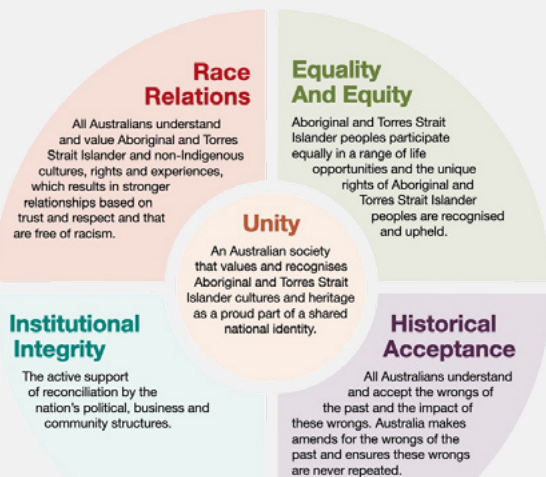 Race
Relations
All Australians understand
and value Aboriginal and Torres
Strait Islander and non-Indigenous
cultures, rights and experiences,
which results in stronger
relationships based on
trust and respect and that
are free of racism.
Equality
And Equity
Aboriginal and Torres Strait
Islander peoples participate
equally in a range of life
opportunities and the unique
rights of Aboriginal and
Torres Strait Islander
peoples are recognised
and upheld.
Unity
An Australian society
that values and recognises
Aboriginal and Torres Strait
Islander cultures and heritage
as a proud part of a shared
national identity.
Institutional
Integrity
The active support
of reconciliation by the
nation's political, business and
community structures.
Historical
Acceptance
All Australians understand
and accept the wrongs of
the past and the impact of
these wrongs. Australia makes
amends for the wrongs of the
past and ensures these wrongs
are never repeated.